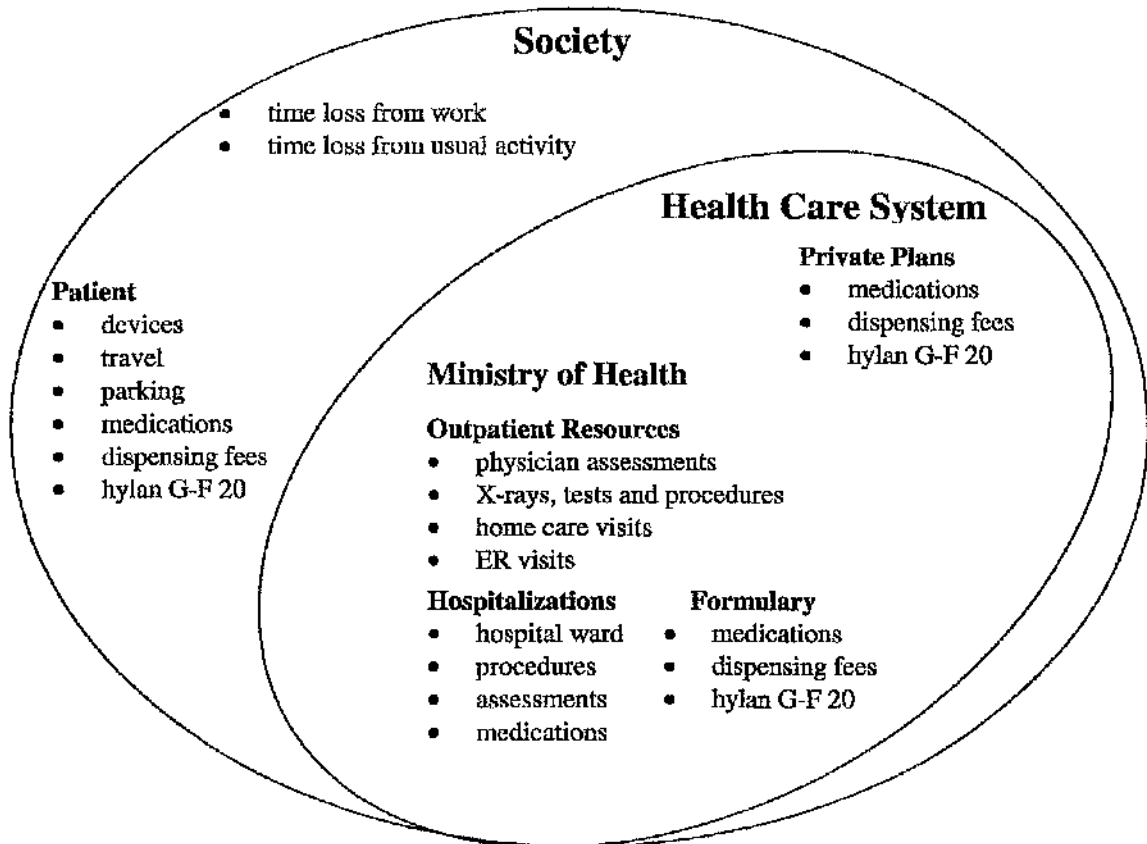 Society
• time loss from work
• time loss from usual activity
Health Care System
Private Plans
• medications
• dispensing fees
• hylan G-F 20
Patient
• devices
• travel
• parking
• medications
• dispensing fees
• hylan G-F 20
Ministry of Health
Outpatient Resources
• physician assessments
• X-rays, tests and procedures
• home care visits
• ER visits
Hospitalizations
• hospital ward
• procedures
• assessments
• medications
Formulary
• medications
• dispensing fees
• hylan G-F 20